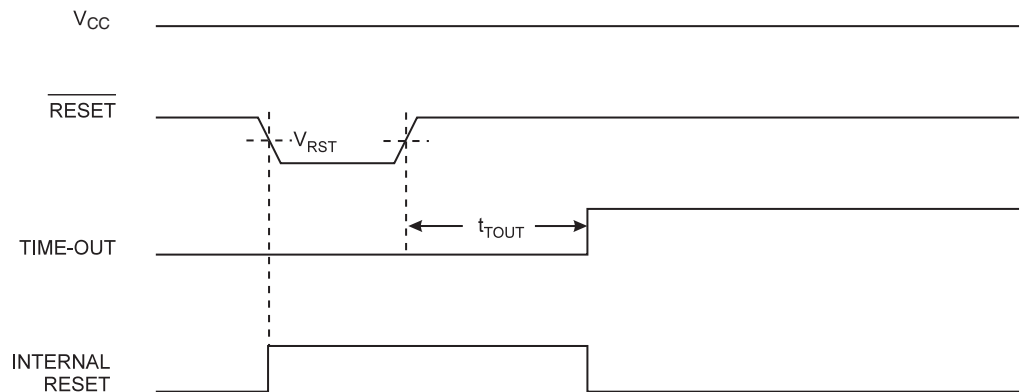 VCC
RESET
VRST
tTOUT
TIME-OUT
INTERNAL
RESET